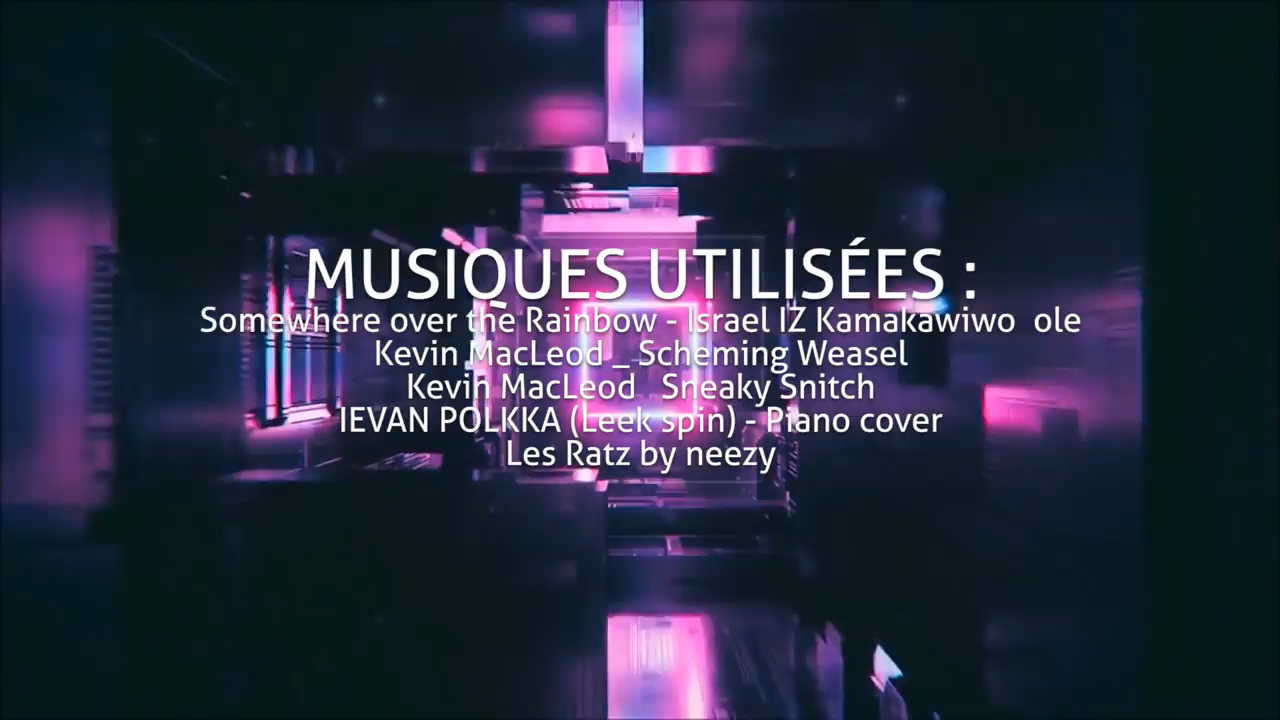 MUSIQUES UTILISÉES :
Somewhere over the Rainbow - Israel IZ Kamakawiwo  ole
Kevin MacLeod _ Scheming Weasel
Kevin MacLeod   Sneaky Snitch
IEVAN POLKKA (Leek spin) - Piano cover
Les Ratz by neezy